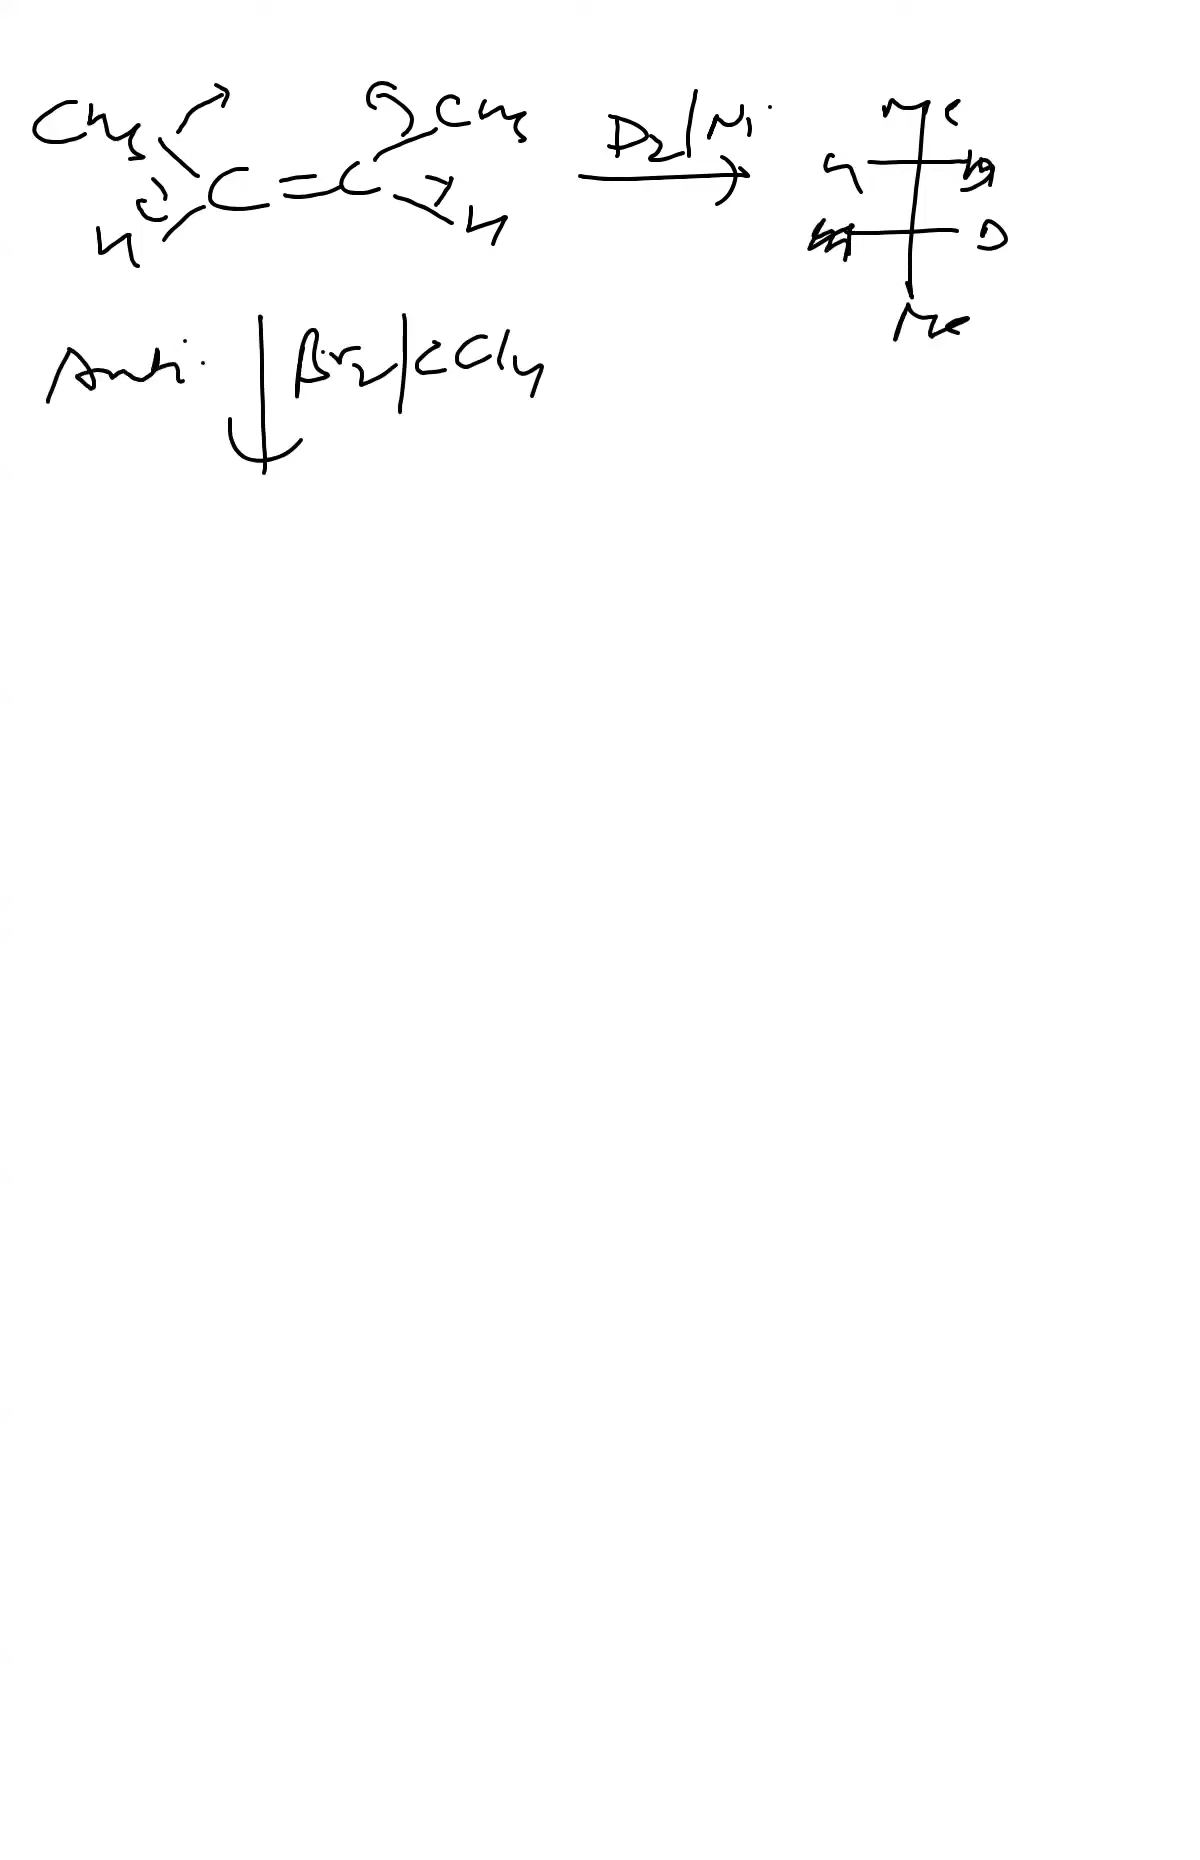 CH3 CH3 D2/Ni Me
C=C H D
H H D
Me
Anti. Br2/CCl4